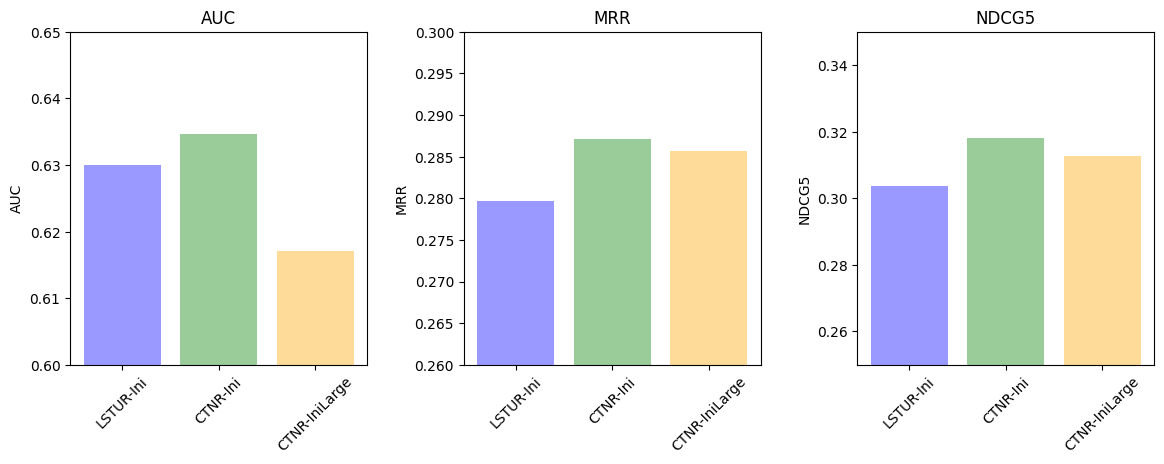 AUC
0.65
0.64
0.63
0.62
0.61
0.60
AUC
LSTUR-Ini
CTNR-Ini
CTNR-IniLarge
MRR
0.300
0.295
0.290
0.285
0.280
0.275
0.270
0.265
0.260
MRR
LSTUR-Ini
CTNR-Ini
CTNR-IniLarge
NDCG5
0.34
0.32
0.30
0.28
0.26
NDCG5
LSTUR-Ini
CTNR-Ini
CTNR-IniLarge